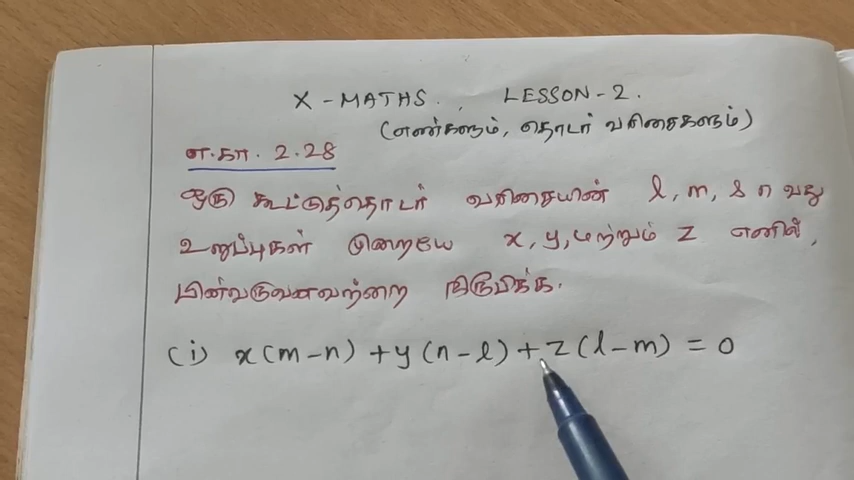 X - MATHS. , LESSON - 2.
(எண்களும், தொடர் வரிசைகளும்)
எ.கா. 2.28
ஒரு கூட்டுத்தொடர் வரிசையின் l, m, & n வது
உறுப்புகள் முறையே x, y, மற்றும் z எனில்,
பின்வருவனவற்றை நிரூபிக்க.
(i) x(m-n) + y(n-l) + z(l-m) = 0